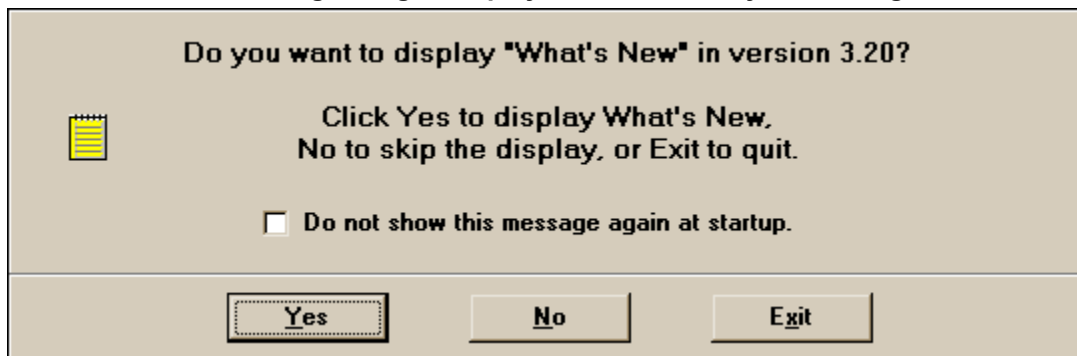 Do you want to display "What's New" in version 3.20?
Click Yes to display What's New,
No to skip the display, or Exit to quit.
Do not show this message again at startup.
Yes
No
Exit